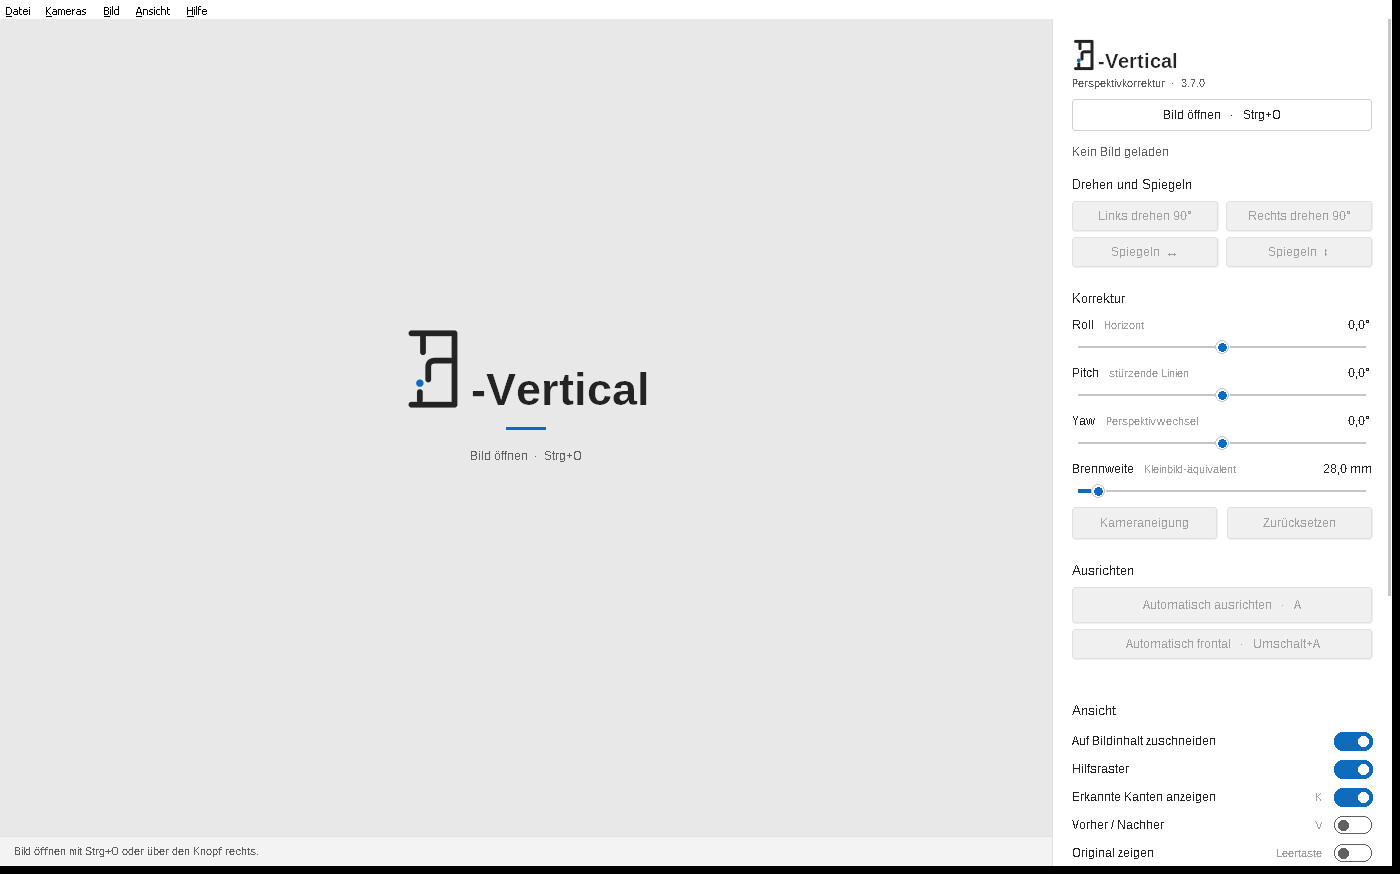 Datei Kameras Bild Ansicht Hilfe
-Vertical
Bild öffnen · Strg+O
Bild öffnen mit Strg+O oder über den Knopf rechts.
-Vertical
Perspektivkorrektur · 3.7.0
Bild öffnen · Strg+O
Kein Bild geladen
Drehen und Spiegeln
Links drehen 90° Rechts drehen 90°
Spiegeln ↔ Spiegeln ↕
Korrektur
Roll Horizont 0,0°
Pitch stürzende Linien 0,0°
Yaw Perspektivwechsel 0,0°
Brennweite Kleinbild-äquivalent 28,0 mm
Kameraneigung Zurücksetzen
Ausrichten
Automatisch ausrichten · A
Automatisch frontal · Umschalt+A
Ansicht
Auf Bildinhalt zuschneiden
Hilfsraster
Erkannte Kanten anzeigen K
Vorher / Nachher V
Original zeigen Leertaste